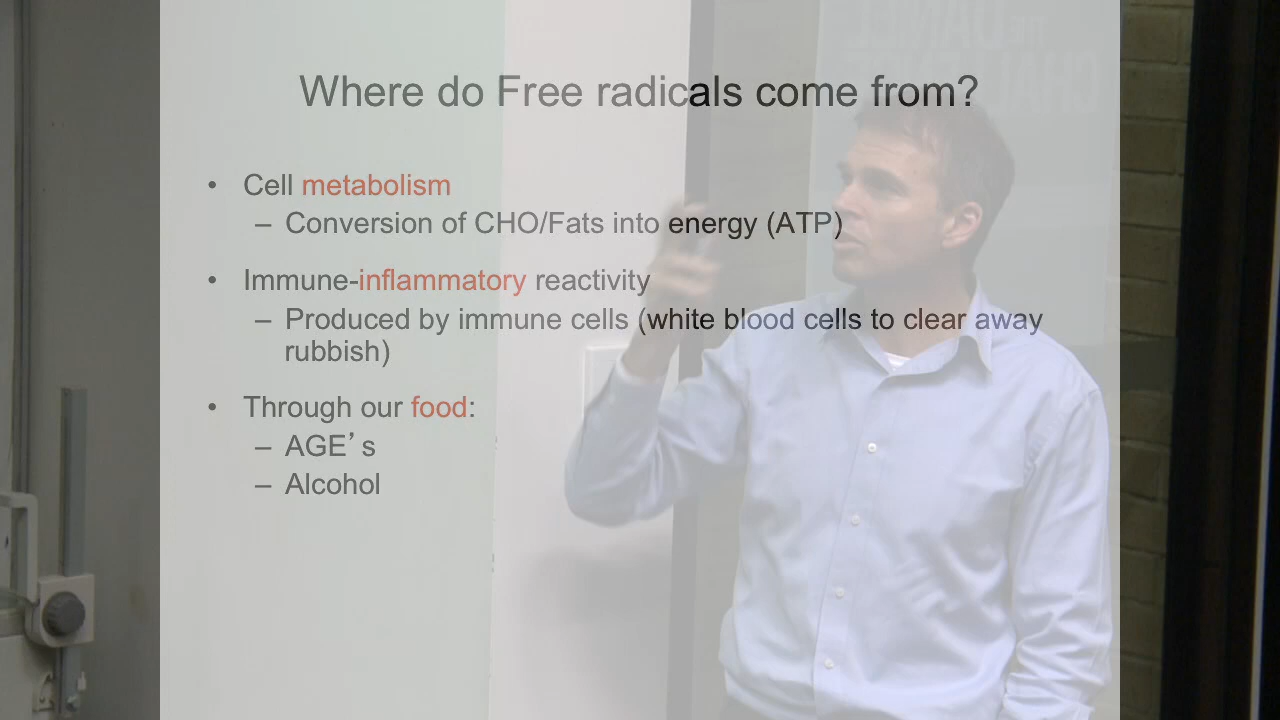 Where do Free radicals come from?
• Cell metabolism
– Conversion of CHO/Fats into energy (ATP)
• Immune-inflammatory reactivity
– Produced by immune cells (white blood cells to clear away
rubbish)
• Through our food:
– AGE’s
– Alcohol